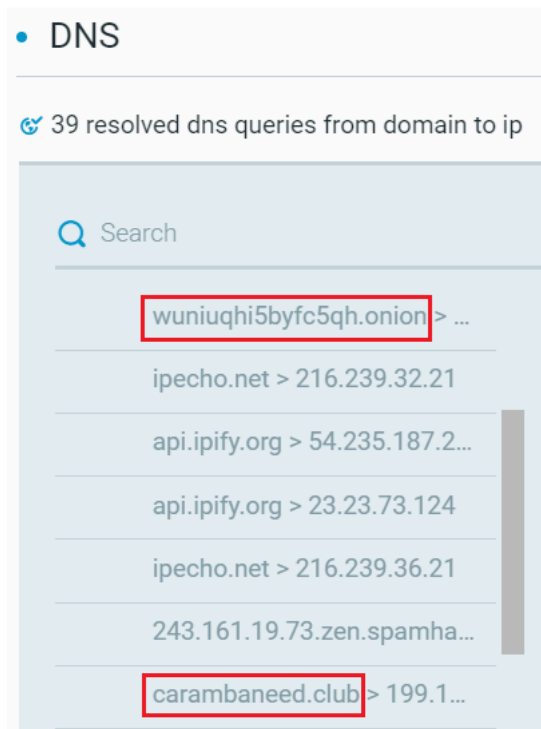 DNS
39 resolved dns queries from domain to ip
Search
wuniuqhi5byfc5qh.onion > ...
ipecho.net > 216.239.32.21
api.ipify.org > 54.235.187.2...
api.ipify.org > 23.23.73.124
ipecho.net > 216.239.36.21
243.161.19.73.zen.spamha...
carambaneed.club > 199.1...